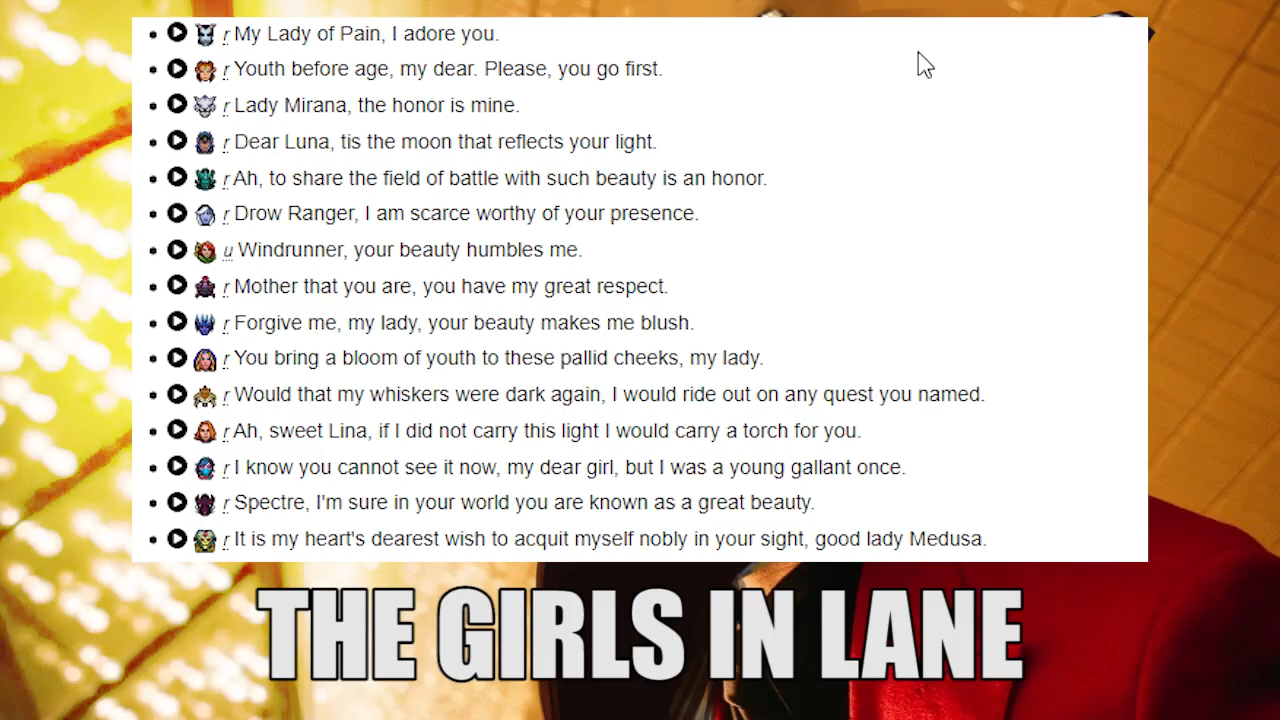 r My Lady of Pain, I adore you.
r Youth before age, my dear. Please, you go first.
r Lady Mirana, the honor is mine.
r Dear Luna, tis the moon that reflects your light.
r Ah, to share the field of battle with such beauty is an honor.
r Drow Ranger, I am scarce worthy of your presence.
u Windrunner, your beauty humbles me.
r Mother that you are, you have my great respect.
r Forgive me, my lady, your beauty makes me blush.
r You bring a bloom of youth to these pallid cheeks, my lady.
r Would that my whiskers were dark again, I would ride out on any quest you named.
r Ah, sweet Lina, if I did not carry this light I would carry a torch for you.
r I know you cannot see it now, my dear girl, but I was a young gallant once.
r Spectre, I'm sure in your world you are known as a great beauty.
r It is my heart's dearest wish to acquit myself nobly in your sight, good lady Medusa.
THE GIRLS IN LANE